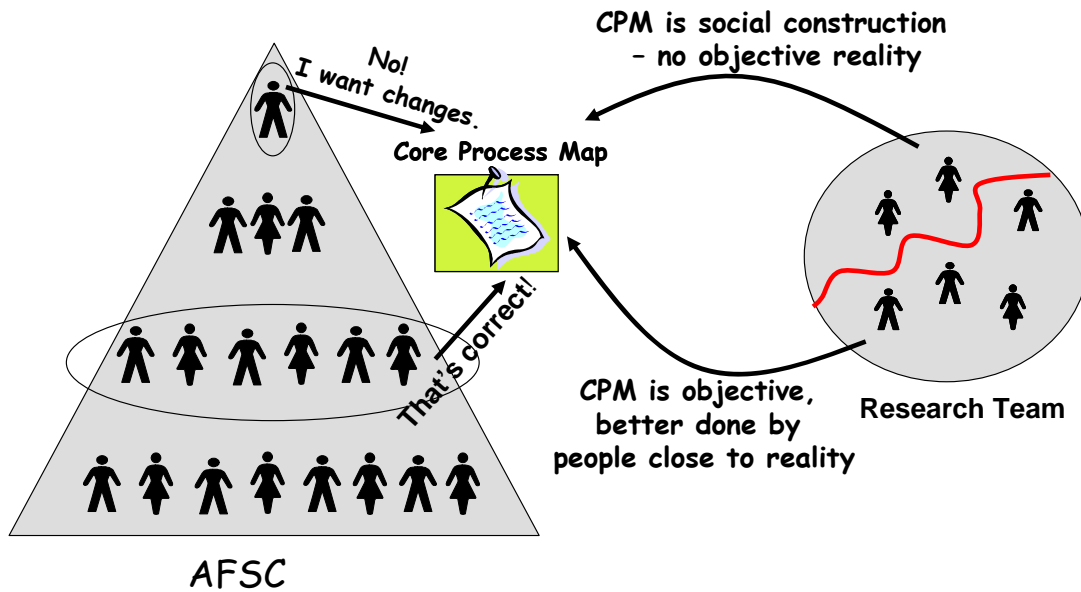 No!
I want changes.
CPM is social construction
– no objective reality
Core Process Map
That's correct!
CPM is objective,
better done by
people close to reality
Research Team
AFSC